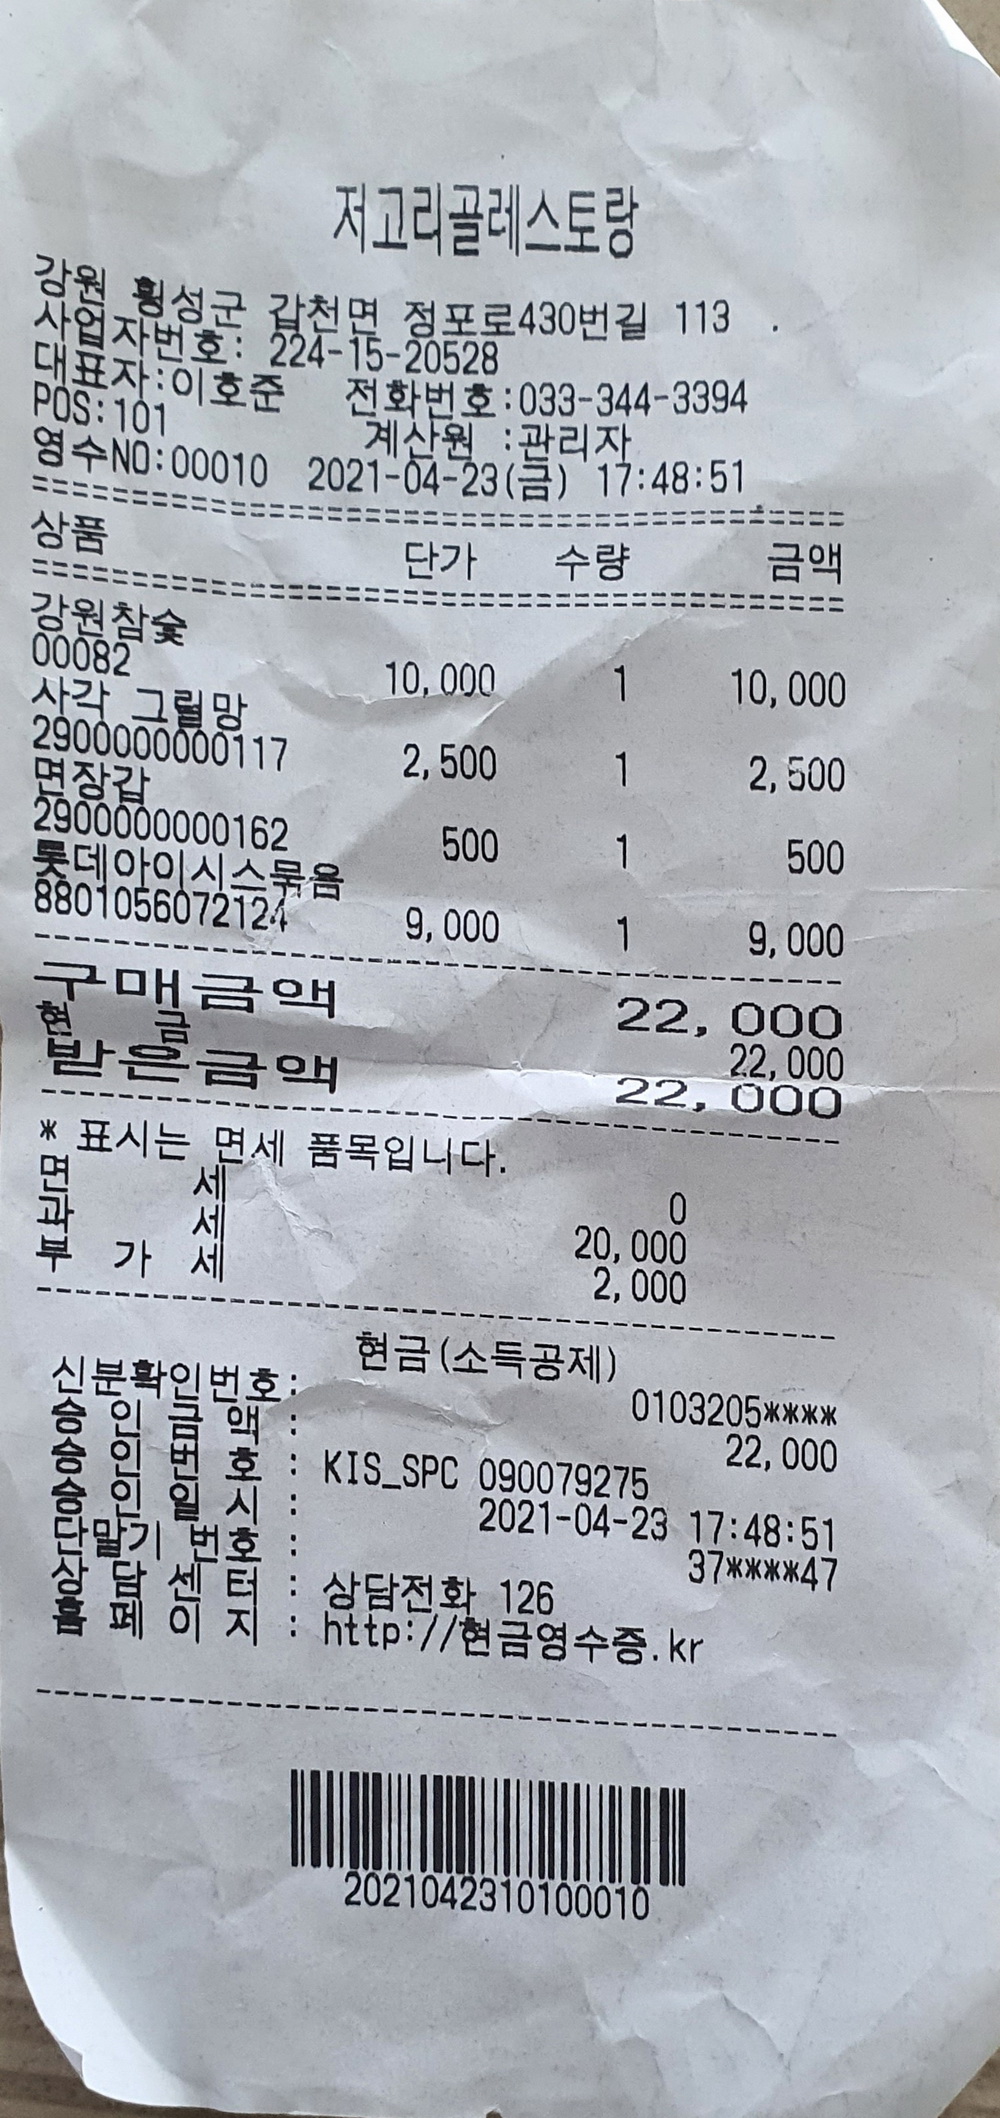 저고리골레스토랑
강원 횡성군 갑천면 정포로430번길 113 .
사업자번호: 224-15-20528
대표자:이호준 전화번호:033-344-3394
POS:101 계산원 :관리자
영수NO:00010 2021-04-23(금) 17:48:51
==========================================
상품 단가 수량 금액
==========================================
강원참숯
00082 10,000 1 10,000
사각 그릴망
2900000000117 2,500 1 2,500
면장갑
2900000000162 500 1 500
롯데아이시스묶음
8801056072124 9,000 1 9,000
------------------------------------------
구매금액 22,000
현 금 22,000
받은금액 22,000
------------------------------------------
* 표시는 면세 품목입니다.
면 세 0
과 세 20,000
부 가 세 2,000
------------------------------------------
현금(소득공제)
신분확인번호: 0103205****
승 인 금 액 : 22,000
승 인 번 호 : KIS_SPC 090079275
승 인 일 시 : 2021-04-23 17:48:51
단말기 번호 : 37****47
상 담 센 터 : 상담전화 126
홈 페 이 지 : http://현금영수증.kr
------------------------------------------
2021042310100010